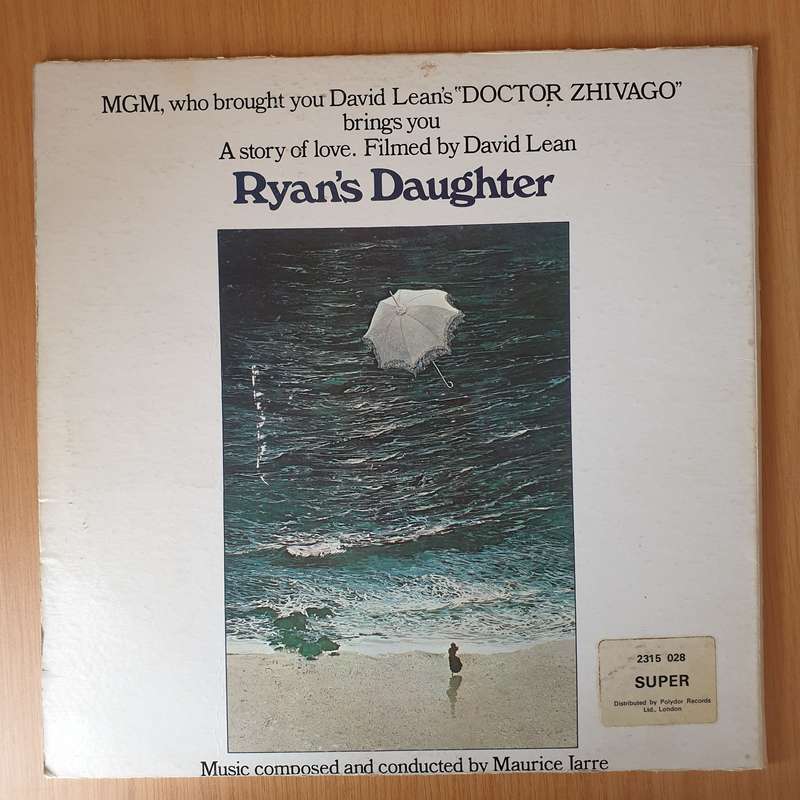 MGM, who brought you David Lean's "DOCTOR ZHIVAGO"
brings you
A story of love. Filmed by David Lean
Ryan's Daughter
2315 028
SUPER
Distributed by Polydor Records
Ltd., London
Music composed and conducted by Maurice Jarre